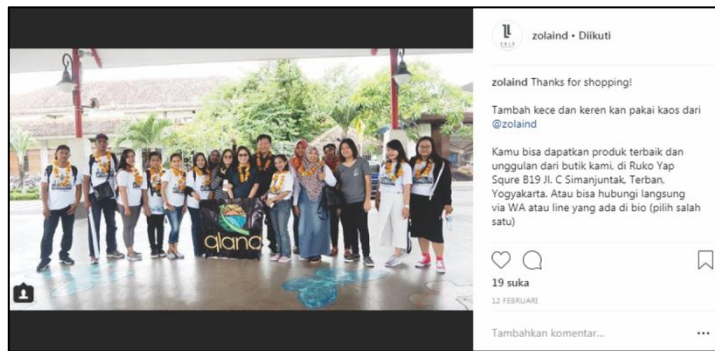 zolaind • Diikuti
zolaind Thanks for shopping!
Tambah kece dan keren kan pakai kaos dari
@zolaind
Kamu bisa dapatkan produk terbaik dan
unggulan dari butik kami, di Ruko Yap
Squre B19 Jl. C Simanjuntak, Terban,
Yogyakarta. Atau bisa hubungi langsung
via WA atau line yang ada di bio (pilih salah
satu)
19 suka
12 FEBRUARI
Tambahkan komentar...
qlana